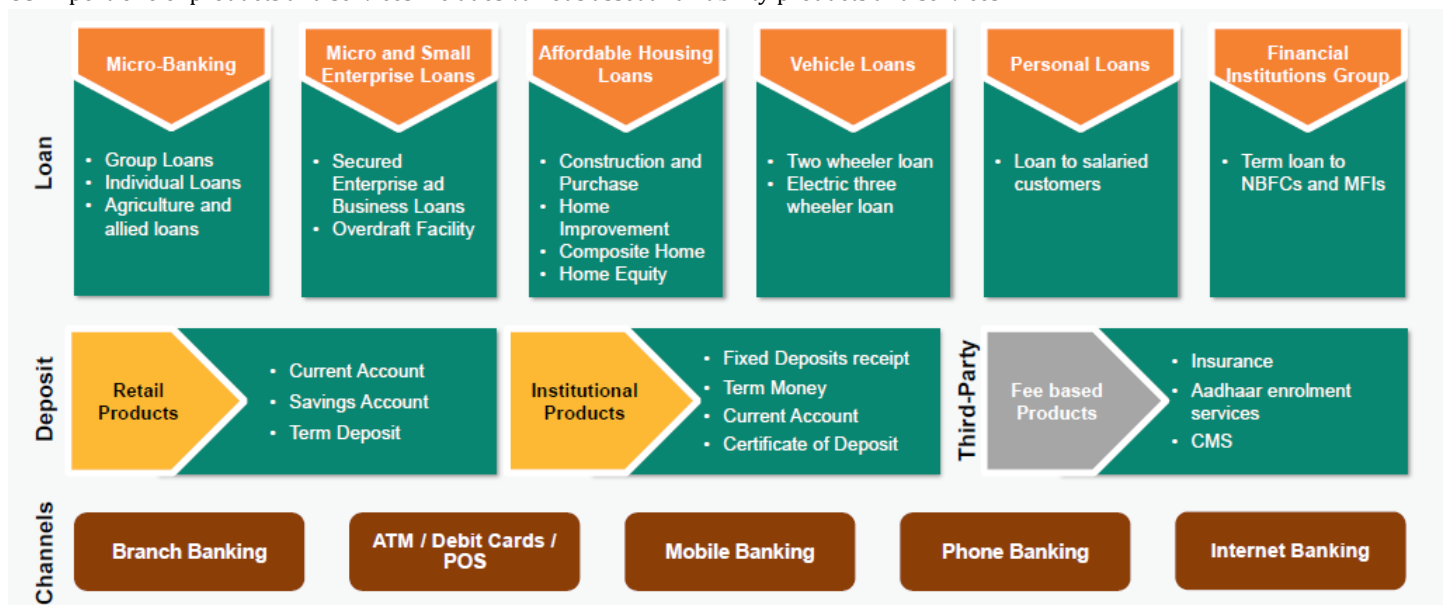 Loan
Micro-Banking
• Group Loans
• Individual Loans
• Agriculture and
allied loans
Micro and Small
Enterprise Loans
• Secured
Enterprise ad
Business Loans
• Overdraft Facility
Affordable Housing
Loans
• Construction and
Purchase
• Home
Improvement
• Composite Home
• Home Equity
Vehicle Loans
• Two wheeler loan
• Electric three
wheeler loan
Personal Loans
• Loan to salaried
customers
Financial
Institutions Group
• Term loan to
NBFCs and MFIs
Deposit
Retail
Products
• Current Account
• Savings Account
• Term Deposit
Institutional
Products
• Fixed Deposits receipt
• Term Money
• Current Account
• Certificate of Deposit
Third-Party
Fee based
Products
• Insurance
• Aadhaar enrolment
services
• CMS
Channels
Branch Banking
ATM / Debit Cards /
POS
Mobile Banking
Phone Banking
Internet Banking